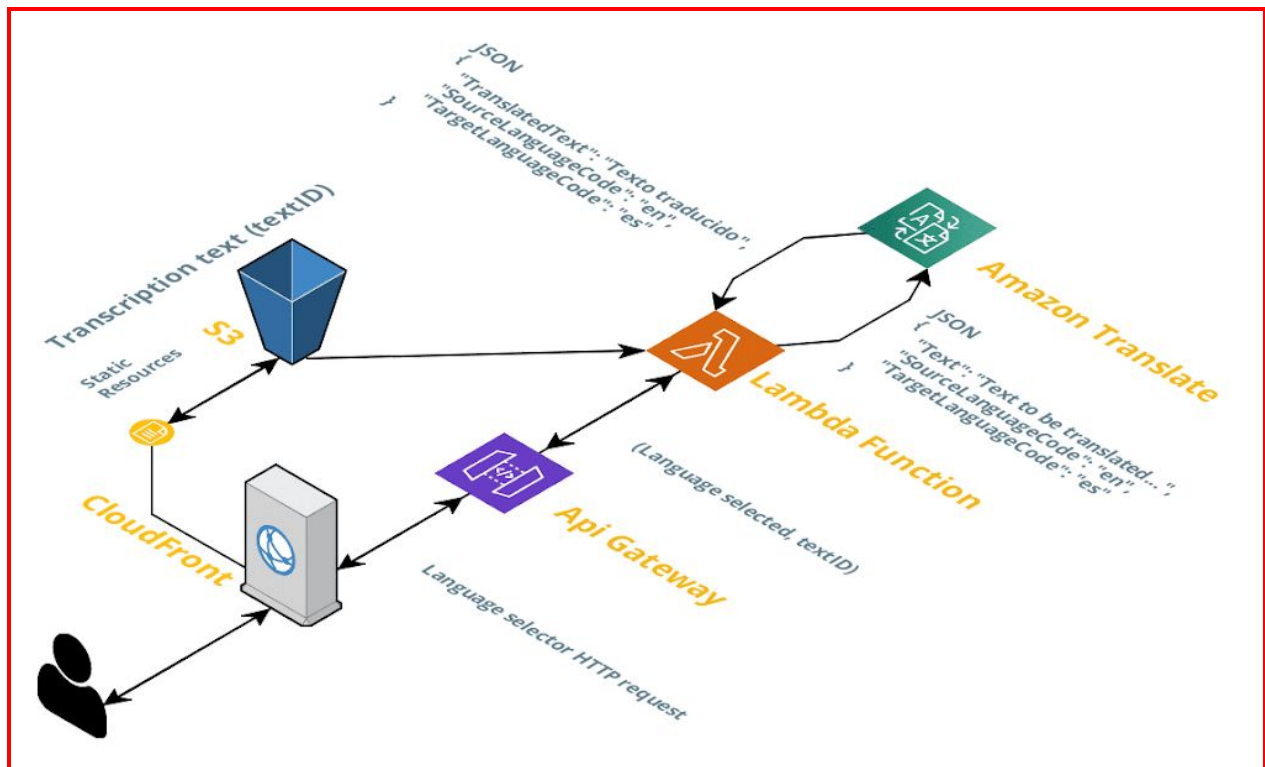 JSON
{
"TranslatedText": "Texto traducido",
"SourceLanguageCode": "en",
"TargetLanguageCode": "es"
}
Transcription text (textID)
S3
Static
Resources
CloudFront
Amazon Translate
JSON
{
"Text": "Text to be translated... ",
"SourceLanguageCode": "en",
"TargetLanguageCode": "es"
}
Lambda Function
(Language selected, textID)
Api Gateway
Language selector HTTP request